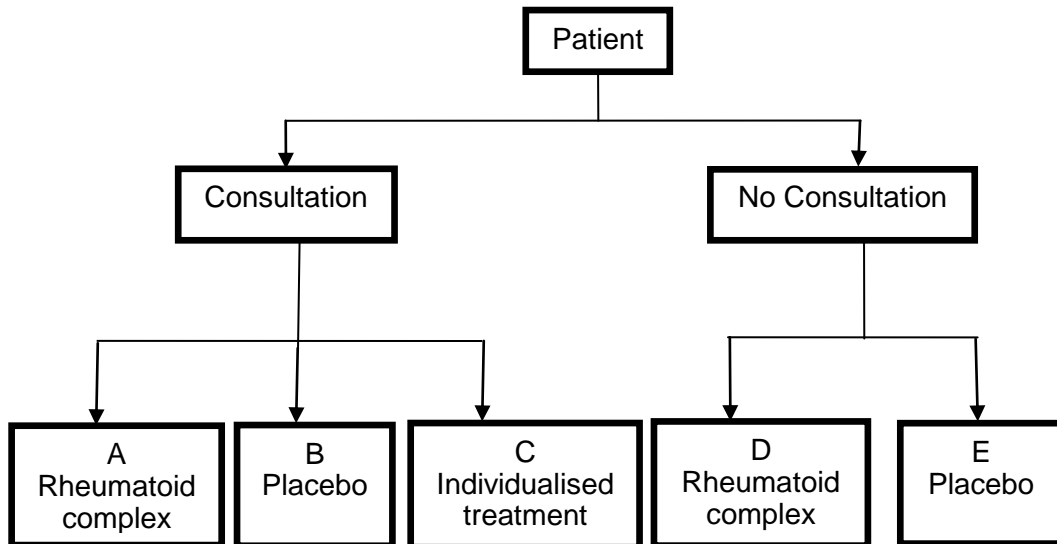 Patient
Consultation
No Consultation
A
Rheumatoid
complex
B
Placebo
C
Individualised
treatment
D
Rheumatoid
complex
E
Placebo